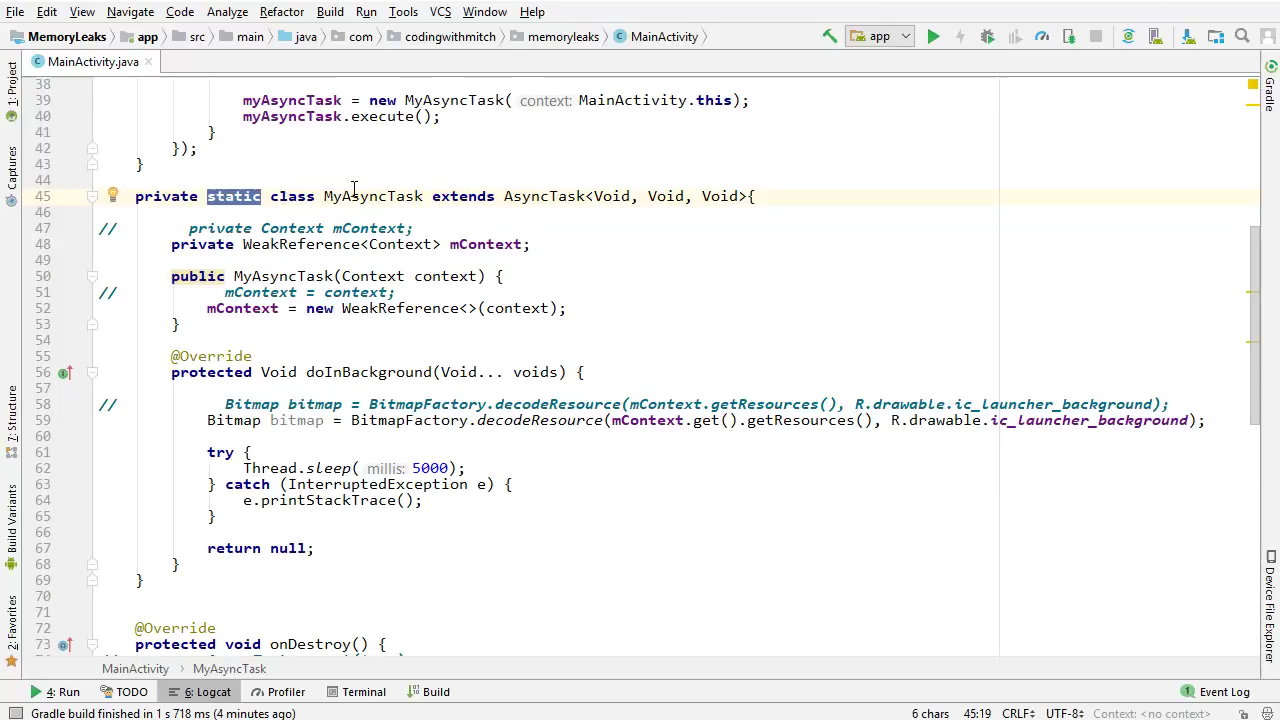 File Edit View Navigate Code Analyze Refactor Build Run Tools VCS Window Help
MemoryLeaks app src main java com codingwithmitch memoryleaks MainActivity app
MainActivity.java
1: Project
Captures
7: Structure
Build Variants
2: Favorites
38
39 myAsyncTask = new MyAsyncTask( context: MainActivity.this);
40 myAsyncTask.execute();
41 }
42 });
43 }
44
45 private static class MyAsyncTask extends AsyncTask<Void, Void, Void>{
46
47 // private Context mContext;
48 private WeakReference<Context> mContext;
49
50 public MyAsyncTask(Context context) {
51 // mContext = context;
52 mContext = new WeakReference<>(context);
53 }
54
55 @Override
56 protected Void doInBackground(Void... voids) {
57
58 // Bitmap bitmap = BitmapFactory.decodeResource(mContext.getResources(), R.drawable.ic_launcher_background);
59 Bitmap bitmap = BitmapFactory.decodeResource(mContext.get().getResources(), R.drawable.ic_launcher_background);
60
61 try {
62 Thread.sleep( millis: 5000);
63 } catch (InterruptedException e) {
64 e.printStackTrace();
65 }
66
67 return null;
68 }
69 }
70
71
72 @Override
73 protected void onDestroy() {
Gradle
Device File Explorer
MainActivity › MyAsyncTask
4: Run TODO 6: Logcat Profiler Terminal Build 1 Event Log
Gradle build finished in 1 s 718 ms (4 minutes ago) 6 chars 45:19 CRLF UTF-8 Context: <no context>